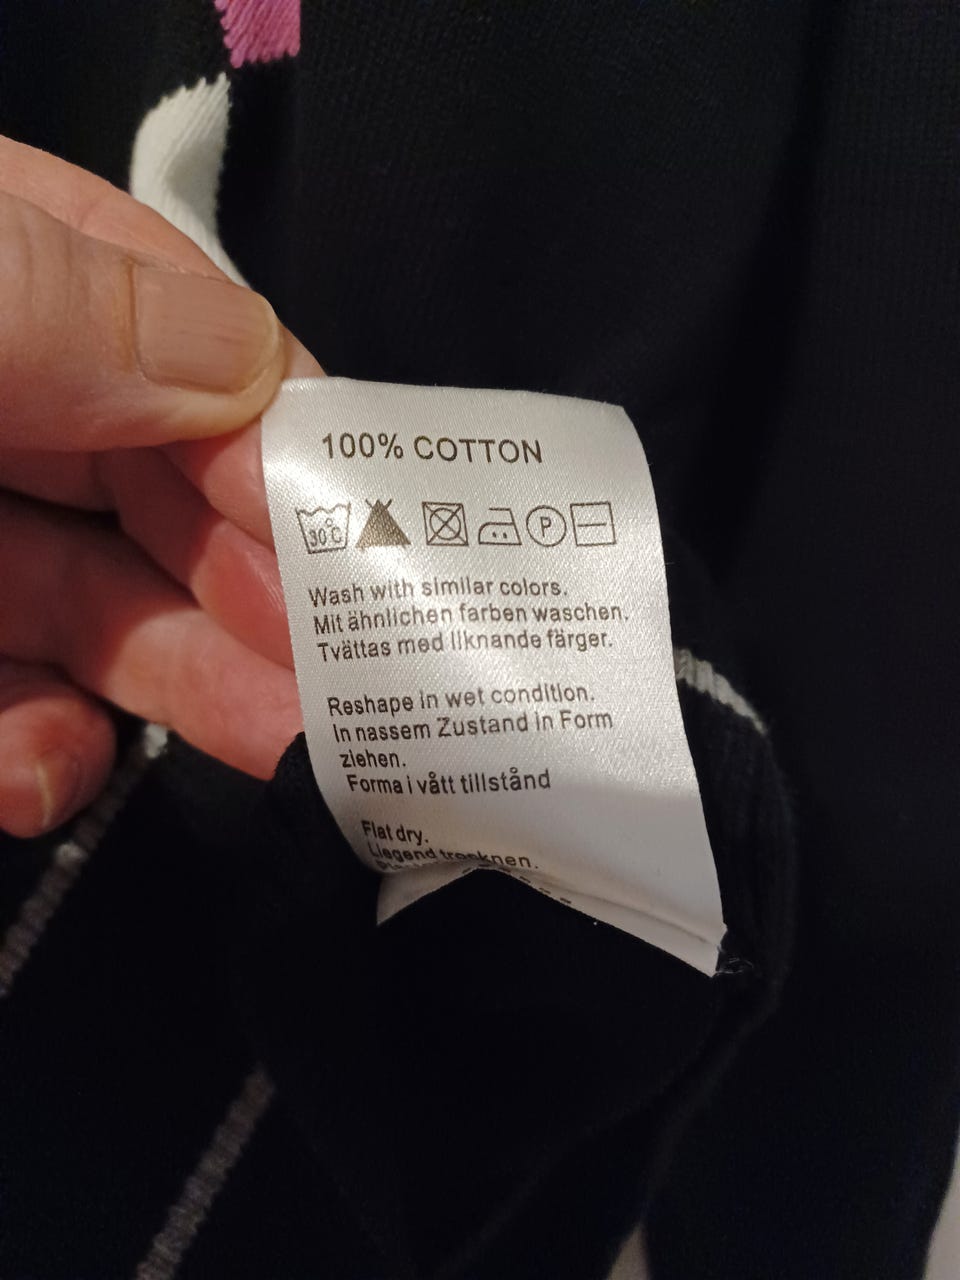 100% COTTON
30°C
P
Wash with similar colors.
Mit ähnlichen farben waschen.
Tvättas med liknande färger.
Reshape in wet condition.
In nassem Zustand in Form
ziehen.
Forma i vått tillstånd
Flat dry.
Liegend trocknen.